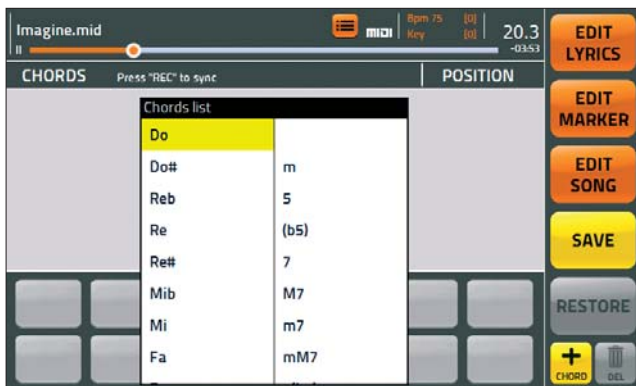 Imagine.mid
midi
Bpm 75 [0]
Key [0]
20.3
-03:53
CHORDS Press "REC" to sync POSITION
Chords list
Do
Do# m
Reb 5
Re (b5)
Re# 7
Mib M7
Mi m7
Fa mM7
EDIT
LYRICS
EDIT
MARKER
EDIT
SONG
SAVE
RESTORE
+
CHORD
DEL